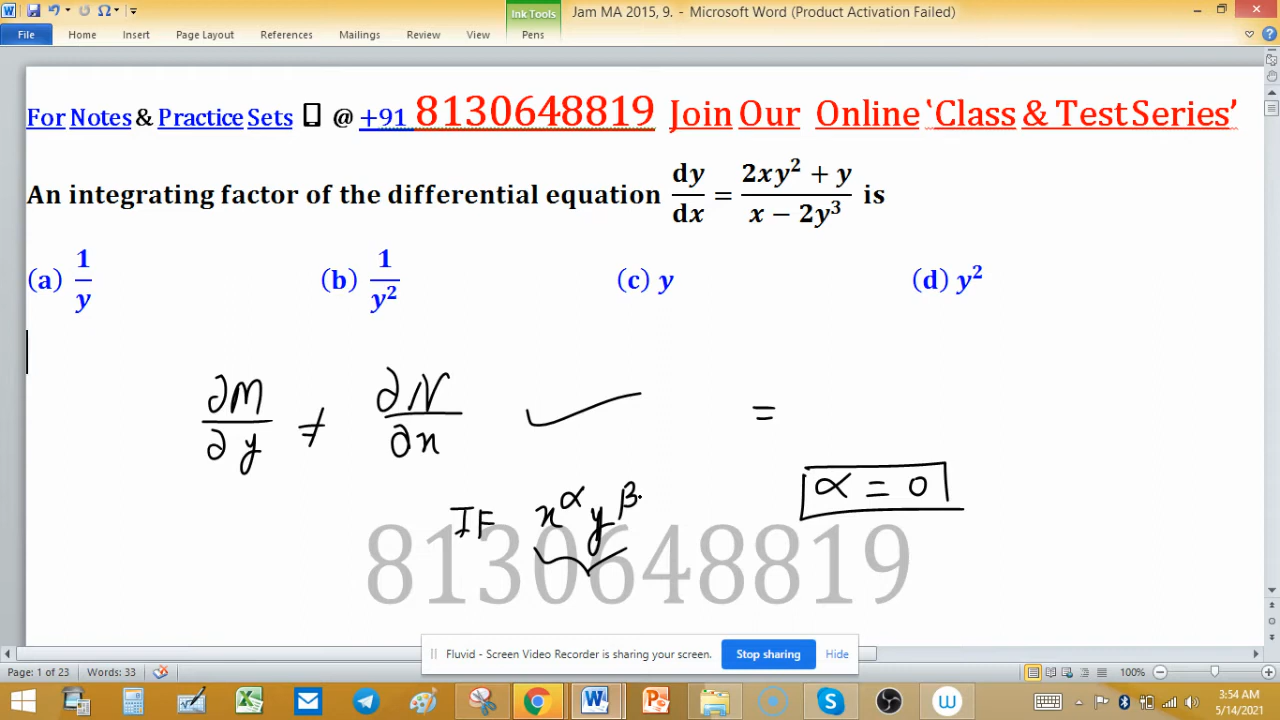 Jam MA 2015, 9. - Microsoft Word (Product Activation Failed)
Ink Tools
File Home Insert Page Layout References Mailings Review View Pens
For Notes & Practice Sets @ +91 8130648819 Join Our Online ‘Class & Test Series’
An integrating factor of the differential equation dy/dx = (2xy² + y)/(x − 2y³) is
(a) 1/y (b) 1/y² (c) y (d) y²
∂M/∂y ≠ ∂N/∂x ✓ =
α = 0
IF x^α y^β
8130648819
Fluvid - Screen Video Recorder is sharing your screen. Stop sharing Hide
Page: 1 of 23 Words: 33 100%
3:54 AM
5/14/2021